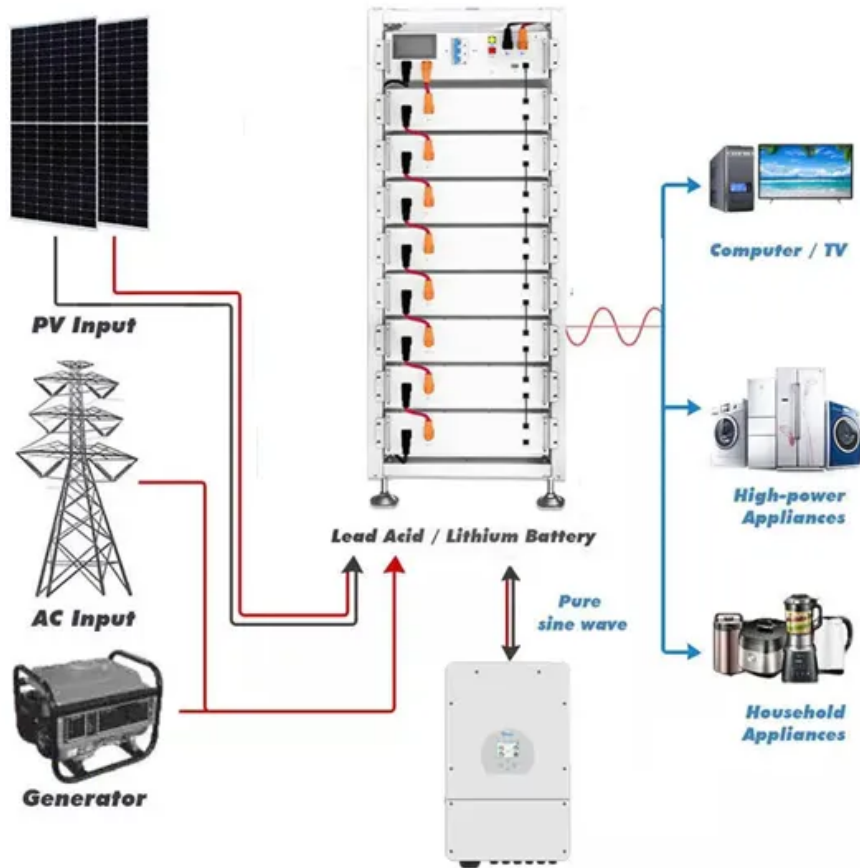 PV Input
AC Input
Generator
Lead Acid / Lithium Battery
Pure
sine wave
Computer / TV
High-power
Appliances
Household
Appliances